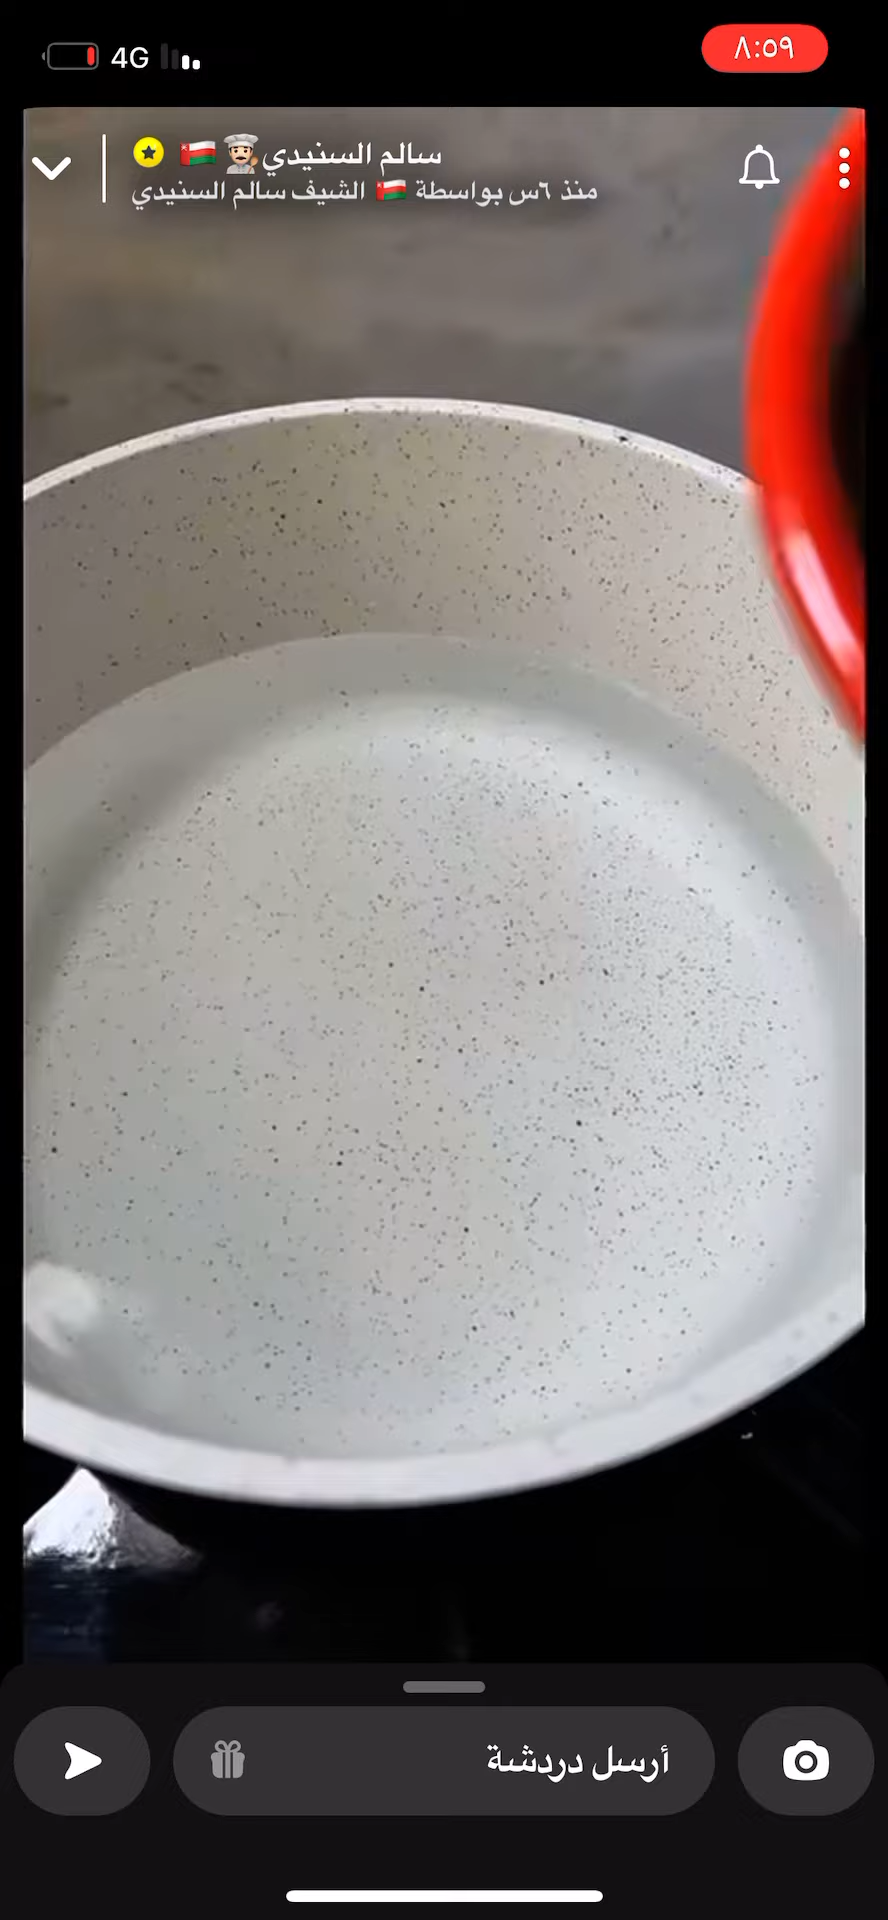 4G
٨:٥٩
سالم السنيدي👨🏻‍🍳🇴🇲
منذ ٦س بواسطة 🇴🇲 الشيف سالم السنيدي
أرسل دردشة